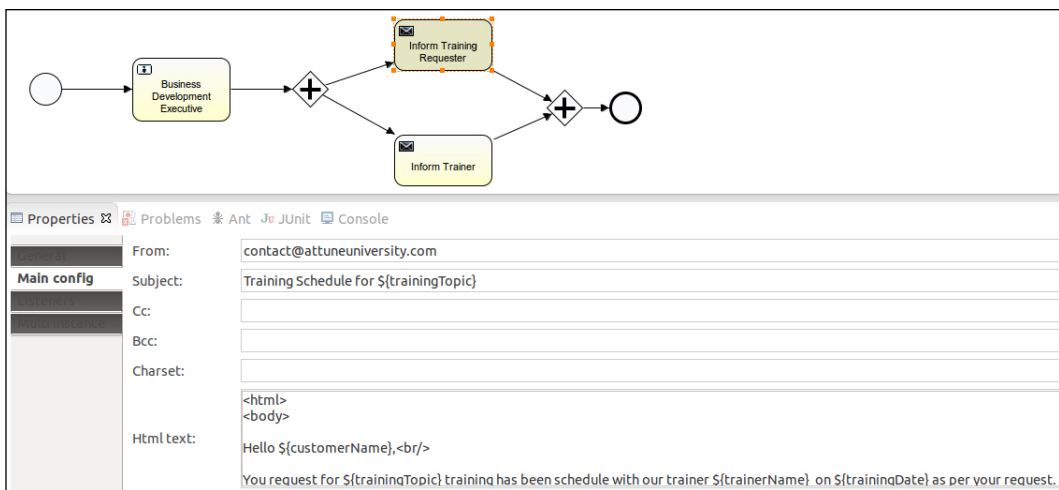 Inform Training
Requester
Business
Development
Executive
Inform Trainer
Properties
Problems
Ant
JUnit
Console
General
Main config
Listeners
Multi instance
From:
contact@attuneuniversity.com
Subject:
Training Schedule for ${trainingTopic}
Cc:
Bcc:
Charset:
Html text:
<html>
<body>
Hello ${customerName},<br/>
You request for ${trainingTopic} training has been schedule with our trainer ${trainerName} on ${trainingDate} as per your request.